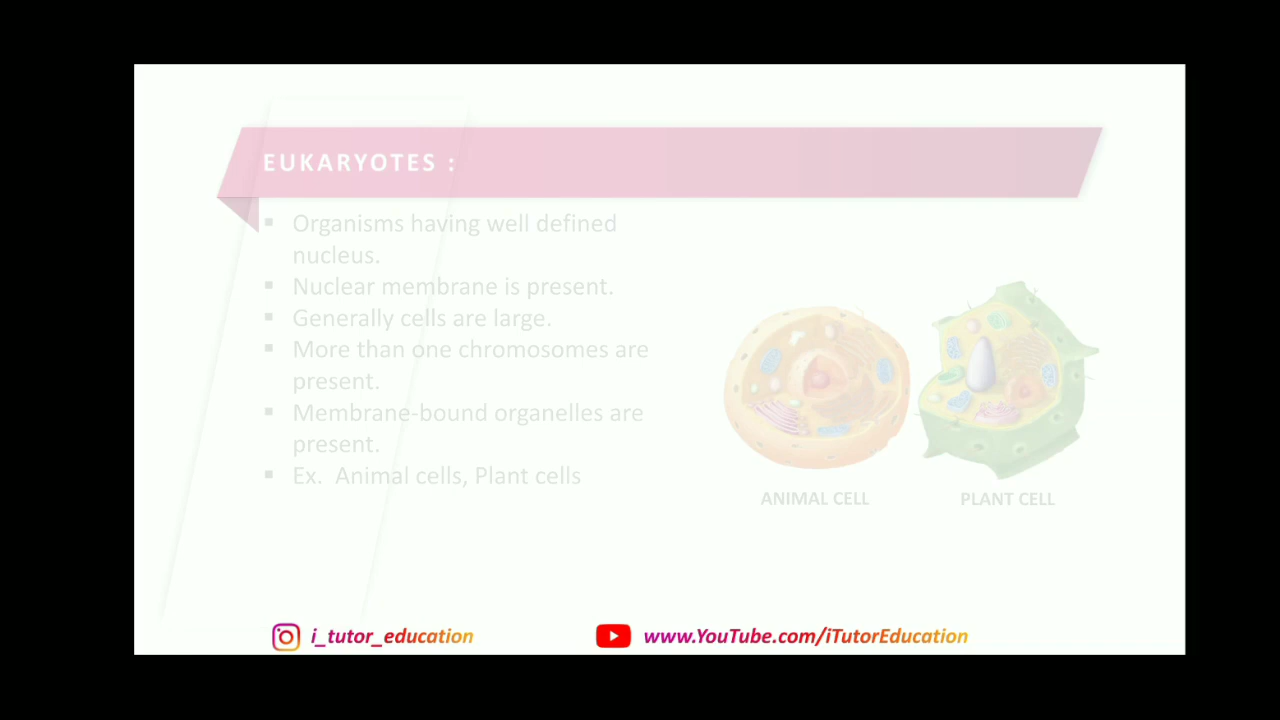 EUKARYOTES :
▪ Organisms having well defined
nucleus.
▪ Nuclear membrane is present.
▪ Generally cells are large.
▪ More than one chromosomes are
present.
▪ Membrane-bound organelles are
present.
▪ Ex. Animal cells, Plant cells
ANIMAL CELL
PLANT CELL
i_tutor_education
www.YouTube.com/iTutorEducation